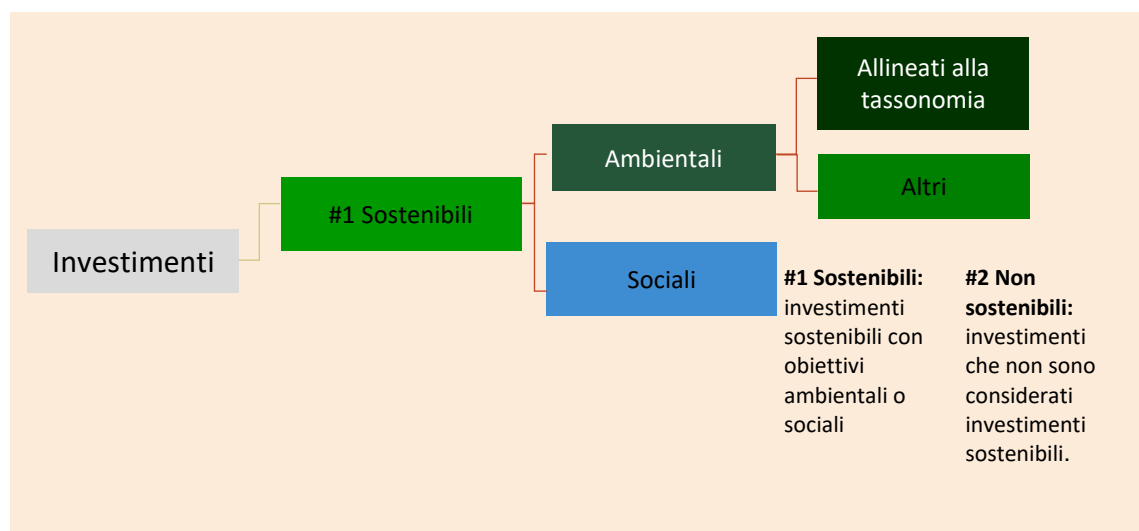 Investimenti
#1 Sostenibili
Ambientali
Sociali
Allineati alla
tassonomia
Altri
#1 Sostenibili:
investimenti
sostenibili con
obiettivi
ambientali o
sociali
#2 Non
sostenibili:
investimenti
che non sono
considerati
investimenti
sostenibili.